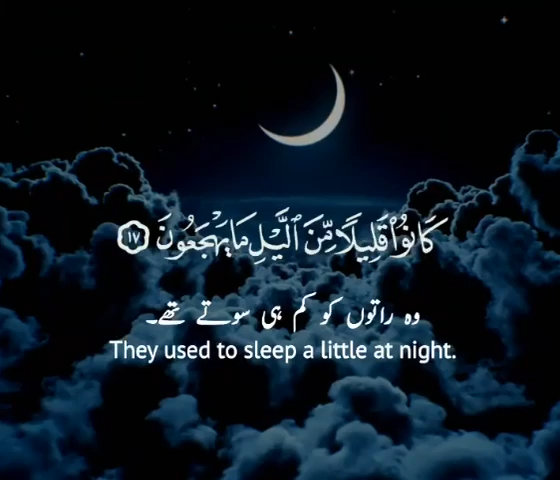 كَانُوْا۟ قَلِيلًا مِّنَ ٱلَّيْلِ مَا يَهْجَعُونَ ١٧
وہ راتوں کو کم ہی سوتے تھے۔
They used to sleep a little at night.